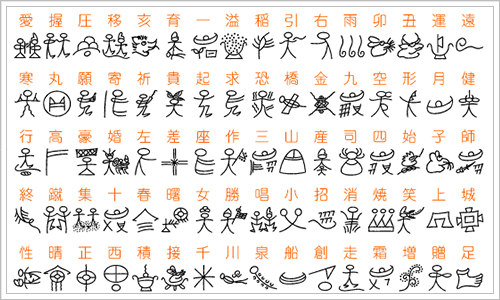 愛 握 圧 移 亥 育 一 溢 稲 引 右 雨 卯 丑 運 遠
寒 丸 願 寄 祈 貴 起 求 恐 橋 金 九 空 形 月 健
行 高 豪 婚 左 差 座 作 三 山 産 司 四 始 子 師
終 蹴 集 十 春 曙 女 勝 唱 小 招 消 焼 笑 上 城
性 晴 正 西 積 接 千 川 泉 船 創 走 霜 増 贈 足